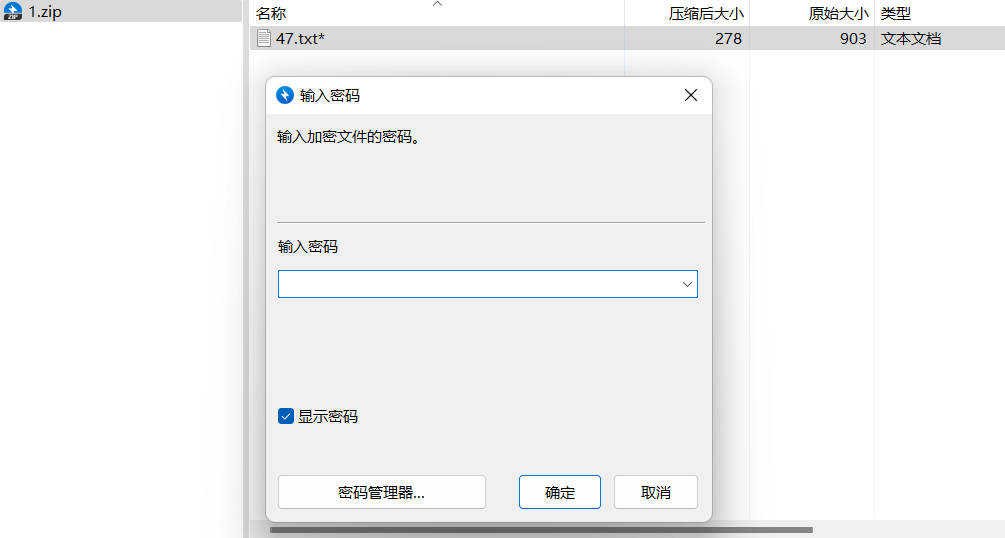 1.zip
名称 压缩后大小 原始大小 类型
47.txt* 278 903 文本文档
输入密码
输入加密文件的密码。
输入密码
显示密码
密码管理器... 确定 取消